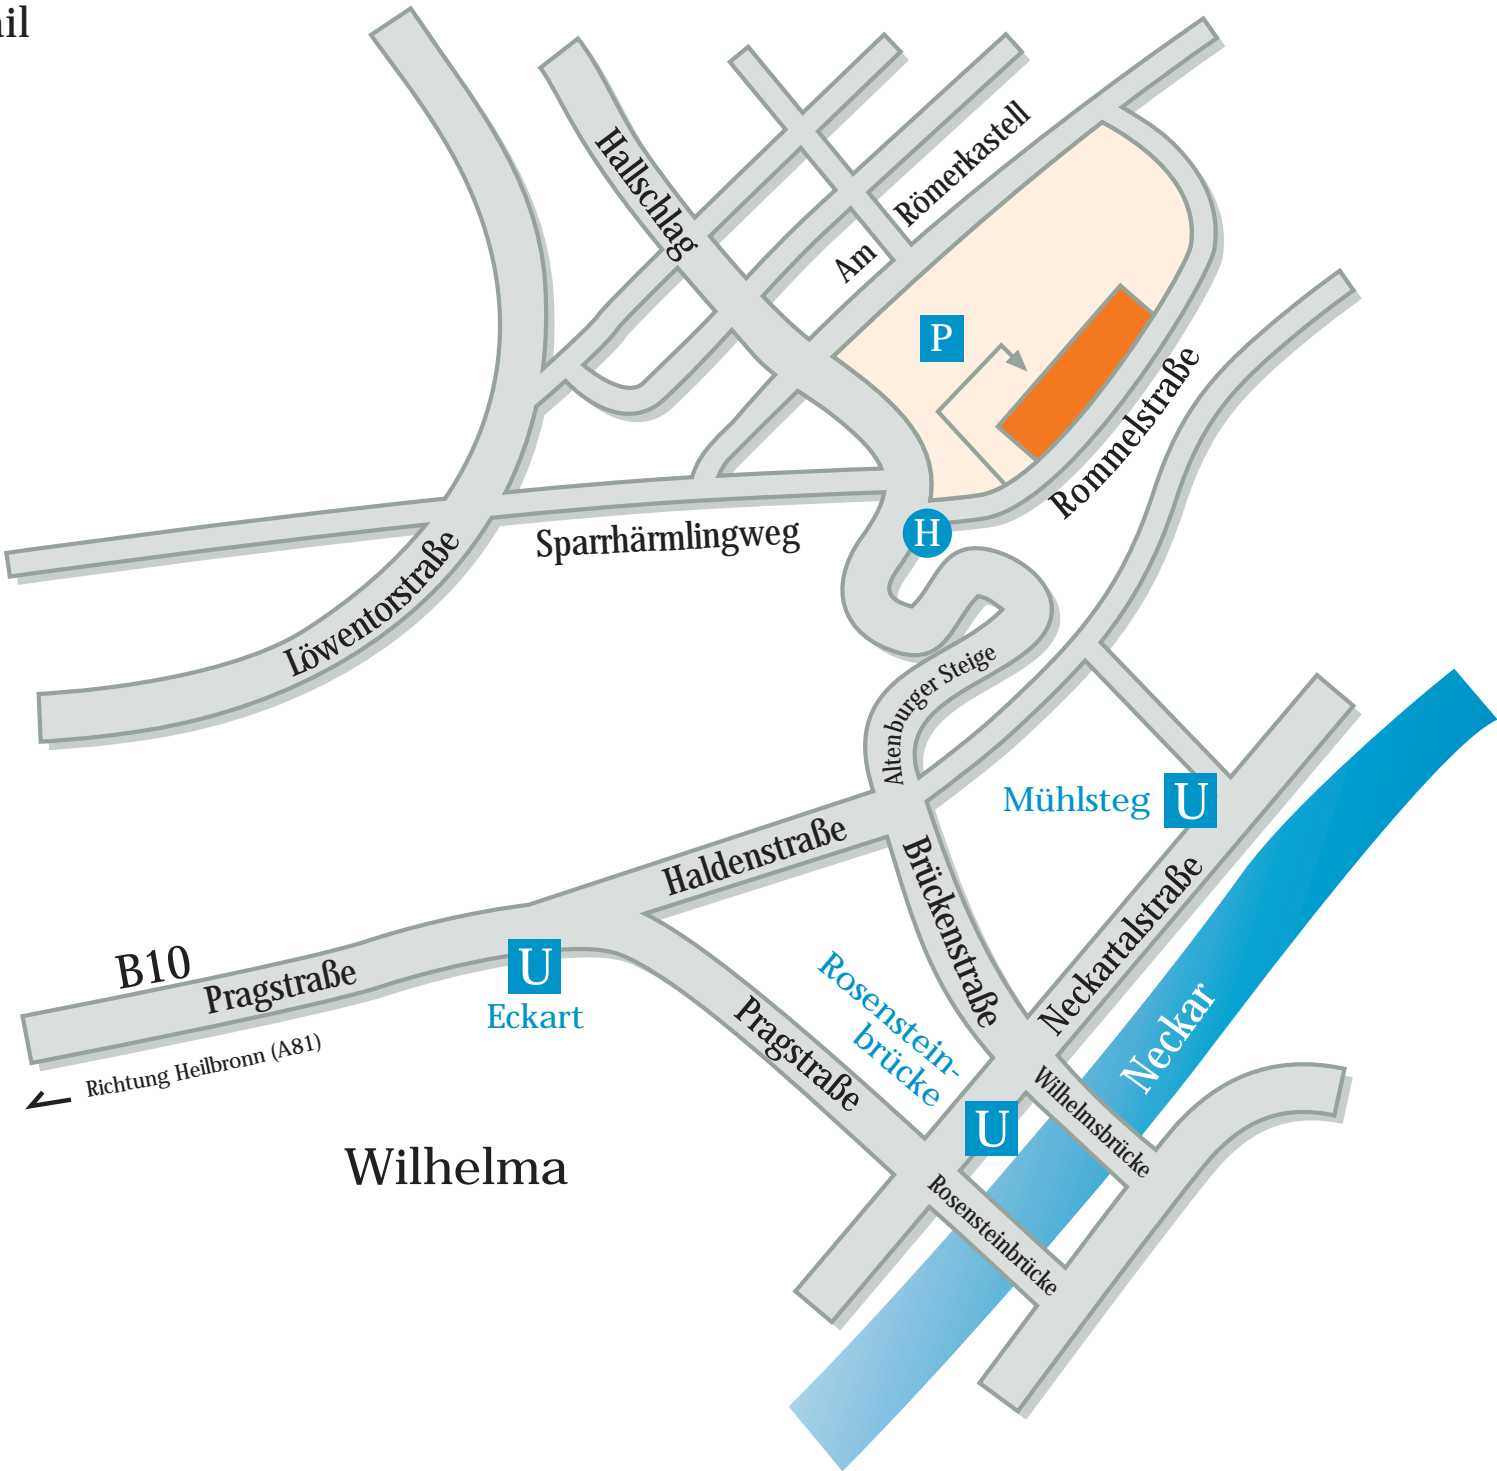 Hallschlag
Am Römerkastell
P
Rommelstraße
H
Sparrhärmlingweg
Löwentorstraße
Altenburger Steige
Mühlsteg U
Haldenstraße
Brückenstraße
Neckartalstraße
B10
Pragstraße
U
Eckart
Richtung Heilbronn (A81)
Pragstraße
Rosenstein-
brücke
U
Neckar
Wilhelmsbrücke
Wilhelma
Rosensteinbrücke